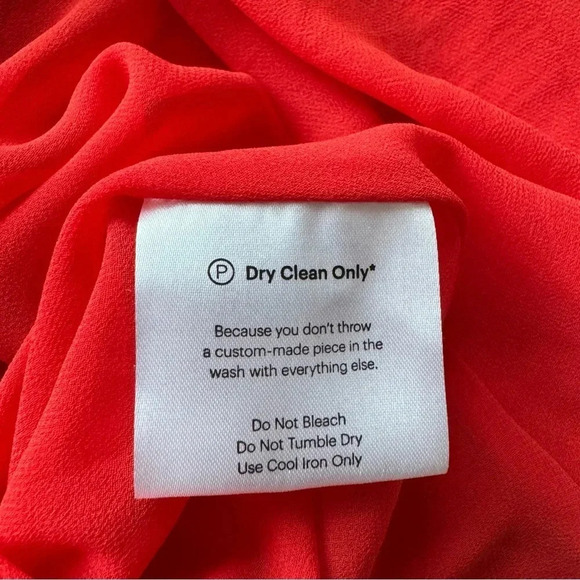 Ⓟ Dry Clean Only*
Because you don't throw
a custom-made piece in the
wash with everything else.
Do Not Bleach
Do Not Tumble Dry
Use Cool Iron Only